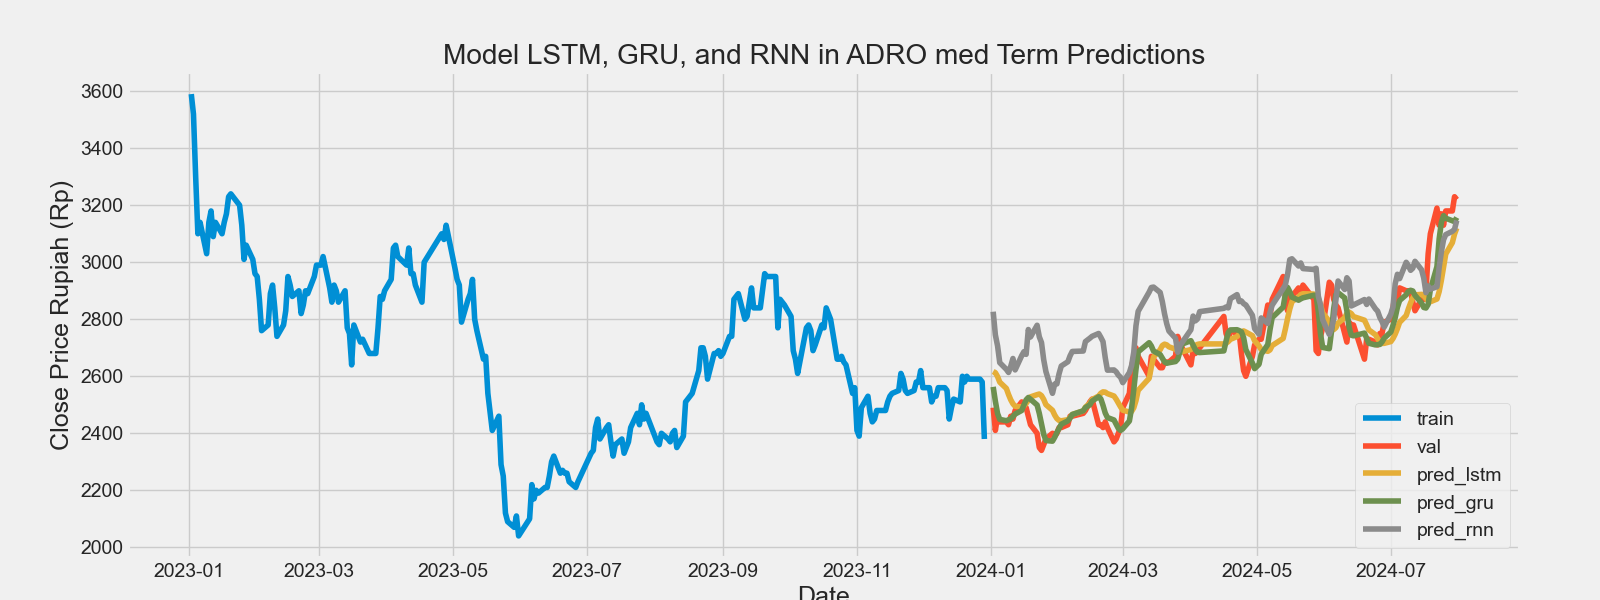 Model LSTM, GRU, and RNN in ADRO med Term Predictions
Close Price Rupiah (Rp)
3600
3400
3200
3000
2800
2600
2400
2200
2000
2023-01 2023-03 2023-05 2023-07 2023-09 2023-11 2024-01 2024-03 2024-05 2024-07
Date
train
val
pred_lstm
pred_gru
pred_rnn